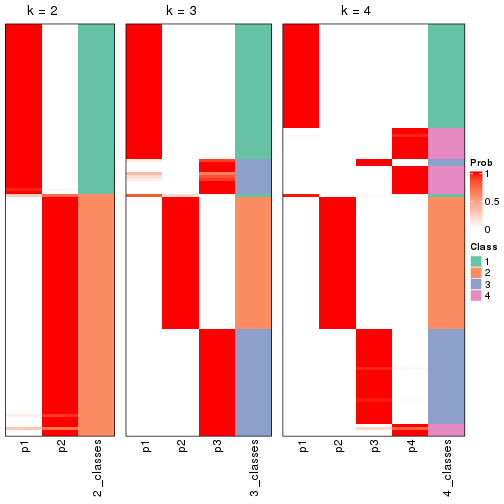 k = 2
k = 3
k = 4
Prob
1
0.5
0
Class
1
2
3
4
p1
p2
2_classes
p1
p2
p3
3_classes
p1
p2
p3
p4
4_classes